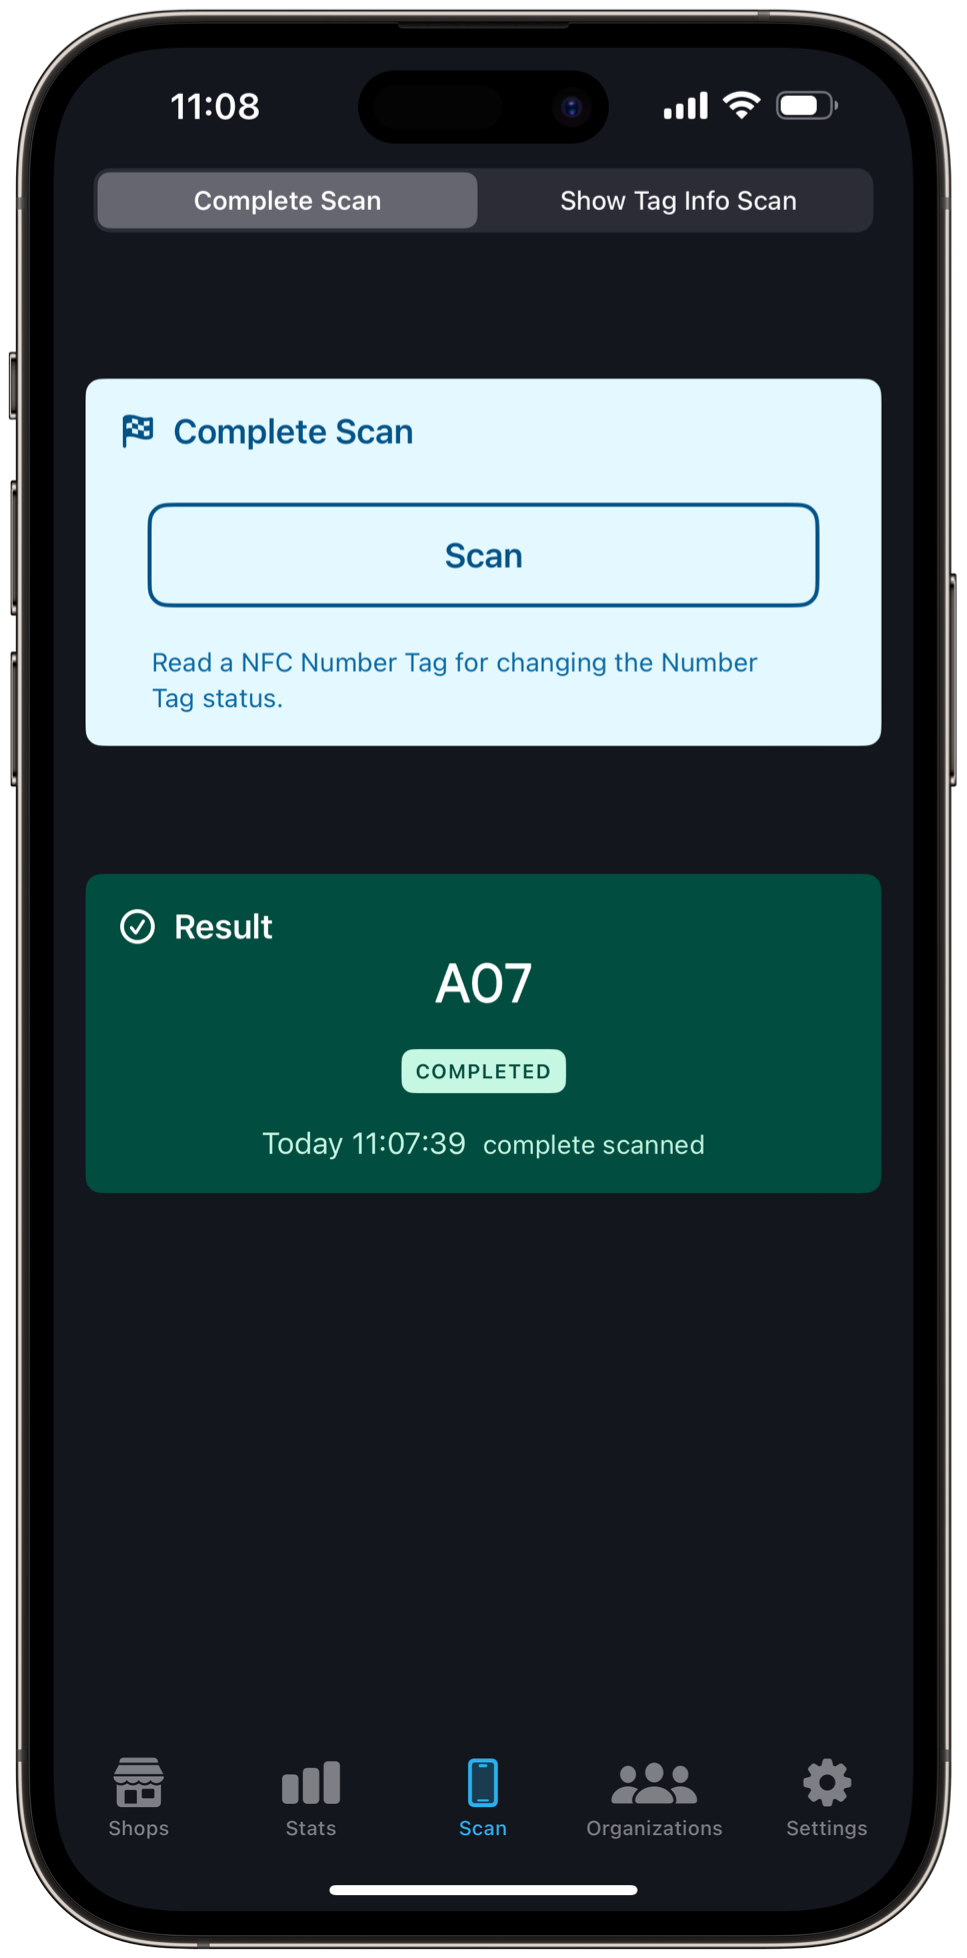 11:08
Complete Scan
Show Tag Info Scan
Complete Scan
Scan
Read a NFC Number Tag for changing the Number
Tag status.
Result
A07
COMPLETED
Today 11:07:39 complete scanned
Shops
Stats
Scan
Organizations
Settings